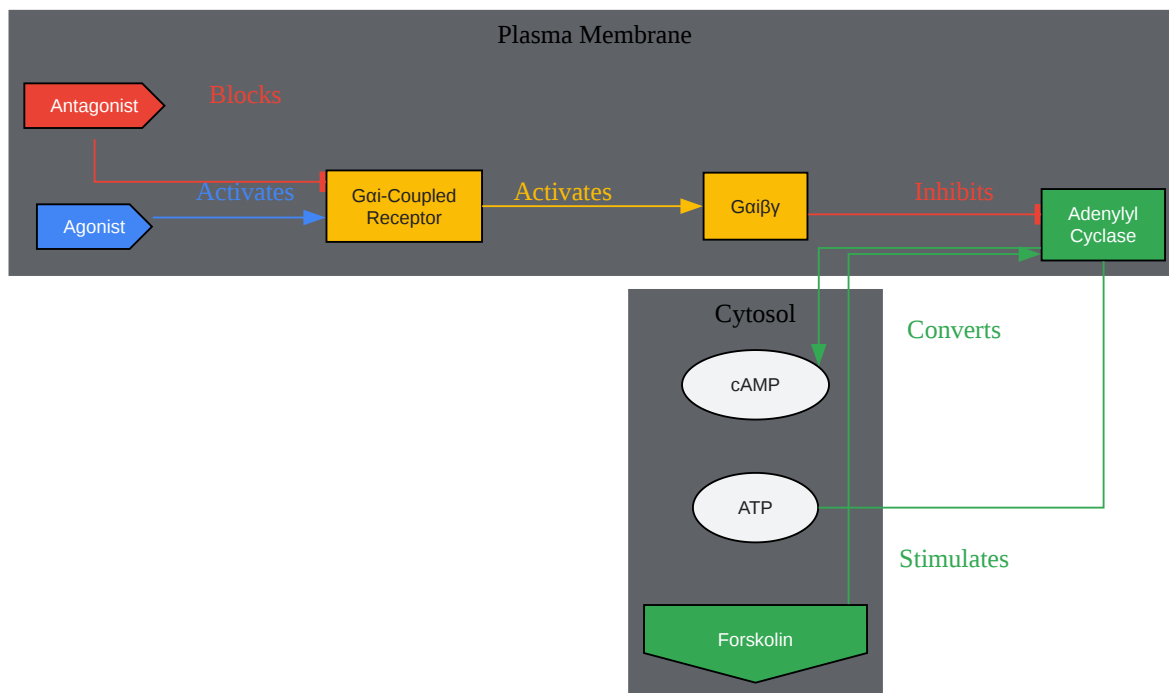 Plasma Membrane
Antagonist
Blocks
Agonist
Activates
Gαi-Coupled
Receptor
Activates
Gαiβγ
Inhibits
Adenylyl
Cyclase
Cytosol
Converts
cAMP
ATP
Stimulates
Forskolin